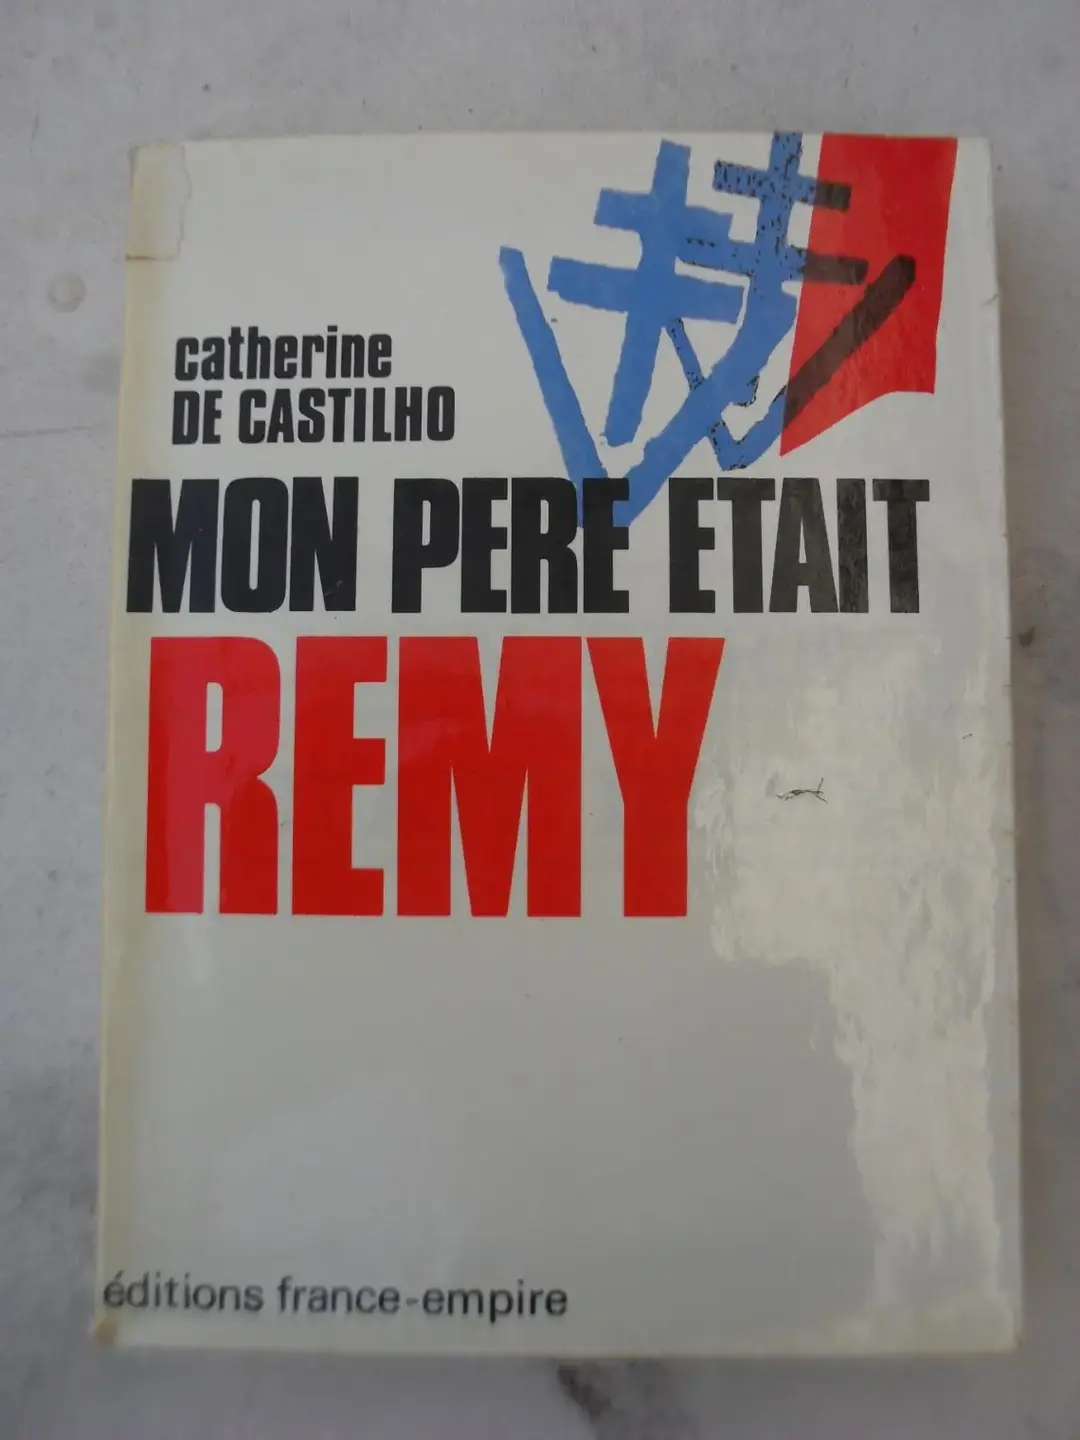 catherine
DE CASTILHO
MON PERE ETAIT
REMY
éditions france-empire